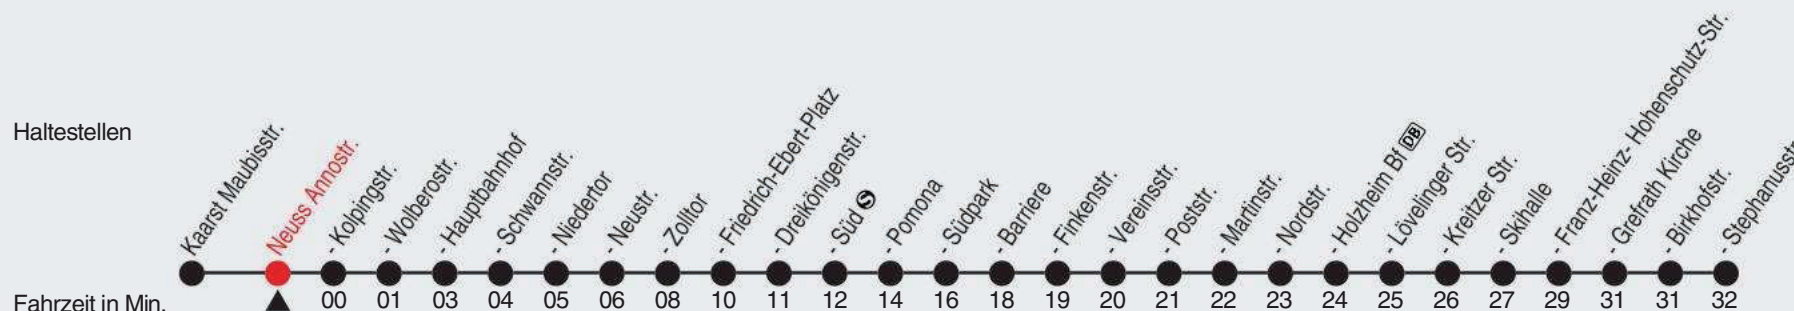 Haltestellen
Kaarst Maubisstr.
Neuss Annostr.
- Kolpingstr.
- Wolberostr.
- Hauptbahnhof
- Schwannstr.
- Niedertor
- Neustr.
- Zolltor
- Friedrich-Ebert-Platz
- Dreikönigenstr.
- Süd S
- Pomona
- Südpark
- Barriere
- Finkenstr.
- Vereinsstr.
- Poststr.
- Martinstr.
- Nordstr.
- Holzheim Bf DB
- Lövelinger Str.
- Kreitzer Str.
- Skihalle
- Franz-Heinz- Hohenschutz-Str.
- Grefrath Kirche
- Birkhofstr.
- Stephanusstr
Fahrzeit in Min. 00 01 03 04 05 06 08 10 11 12 14 16 18 19 20 21 22 23 24 25 26 27 29 31 31 32